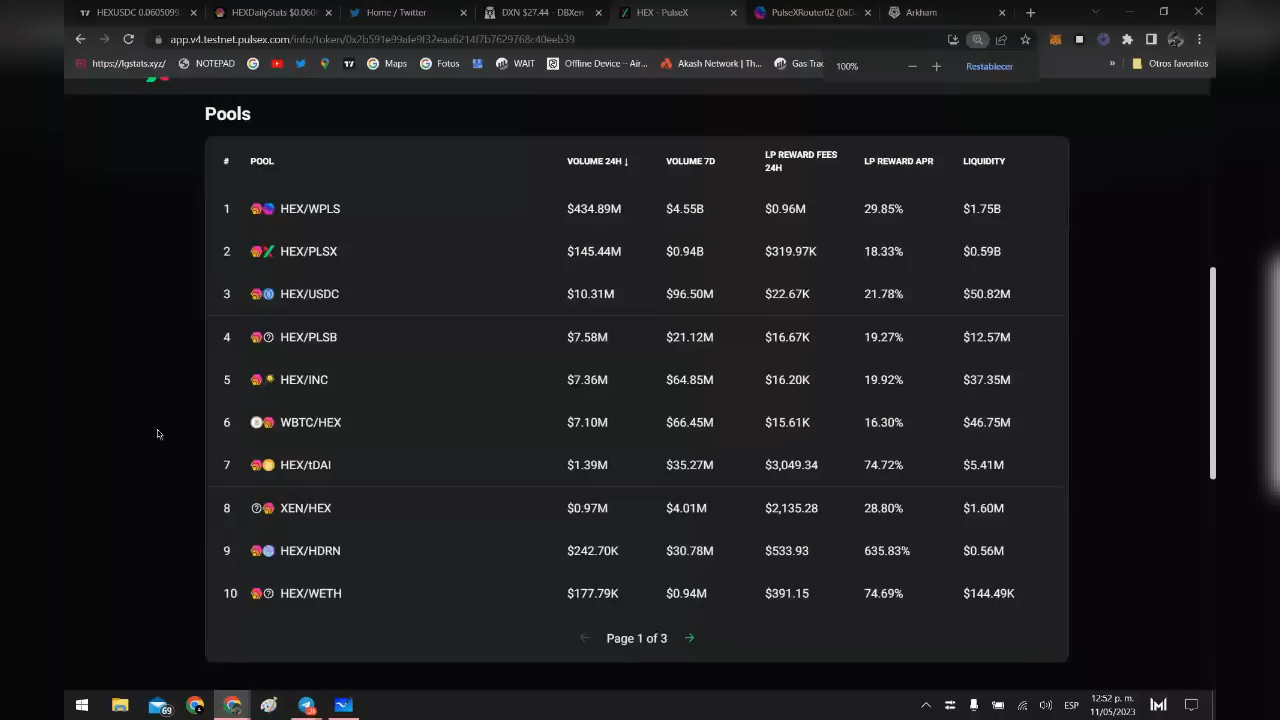 HEXUSDC 0.0605099
HEXDailyStats $0.060
Home / Twitter
DXN $27.44 - DBXen
HEX - PulseX
PulseXRouter02 (0xDa
Arkham
app.v4.testnet.pulsex.com/info/token/0x2b591e99afe9f32eaa6214f7b7629768c40eeb39
https://lgstats.xyz/
NOTEPAD
Maps
Fotos
WAIT
Offline Device – Air...
Akash Network | Th...
Gas Trac
100%
Restablecer
»
Otros favoritos
Pools
# POOL VOLUME 24H ↓ VOLUME 7D LP REWARD FEES 24H LP REWARD APR LIQUIDITY
1 HEX/WPLS $434.89M $4.55B $0.96M 29.85% $1.75B
2 HEX/PLSX $145.44M $0.94B $319.97K 18.33% $0.59B
3 HEX/USDC $10.31M $96.50M $22.67K 21.78% $50.82M
4 HEX/PLSB $7.58M $21.12M $16.67K 19.27% $12.57M
5 HEX/INC $7.36M $64.85M $16.20K 19.92% $37.35M
6 WBTC/HEX $7.10M $66.45M $15.61K 16.30% $46.75M
7 HEX/tDAI $1.39M $35.27M $3,049.34 74.72% $5.41M
8 XEN/HEX $0.97M $4.01M $2,135.28 28.80% $1.60M
9 HEX/HDRN $242.70K $30.78M $533.93 635.83% $0.56M
10 HEX/WETH $177.79K $0.94M $391.15 74.69% $144.49K
← Page 1 of 3 →
69
ESP
12:52 p. m.
11/05/2023